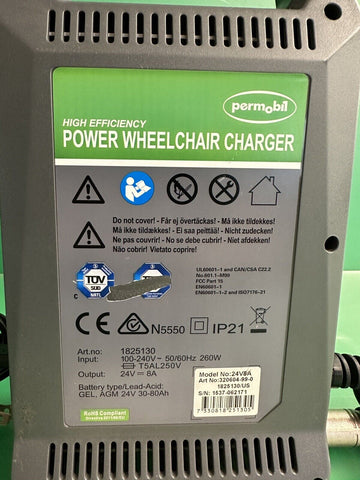 permobil
HIGH EFFICIENCY
POWER WHEELCHAIR CHARGER
Do not cover! - Får ej övertäckas! - Må ikke tildekkes!
Må ikke tildækkes! - Ei saa peittää! - Nicht zudecken!
Ne pas couvrir! - No se debe cubrir! - Niet afdekken!
Não cobrir! - Vietato coprire!
UL60601-1 and CAN/CSA C22.2
No.601.1-M90
FCC Part 15
EN60601-1
EN60601-1-2 and ISO7176-21
TÜV
SÜD
NRTL
C
N5550
IP21
Art.no: 1825130
Input: 100-240V~ 50/60Hz 260W
T5AL250V
Output: 24V 8A
Battery type/Lead-Acid:
GEL, AGM 24V 30-80Ah
RoHS Compliant
Model No:24V8A
Art No:320604-99-0
1825130/US
S/N: 1537-062171